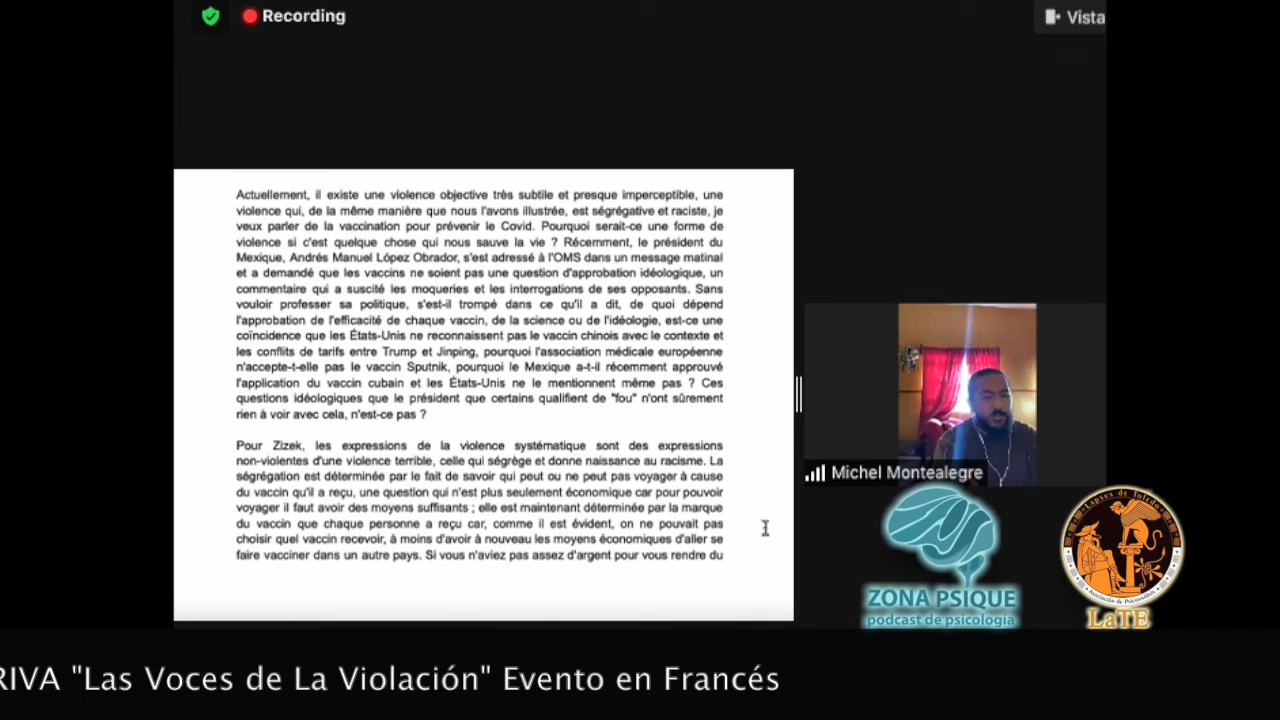 Recording
Vista
Actuellement, il existe une violence objective très subtile et presque imperceptible, une
violence qui, de la même manière que nous l'avons illustrée, est ségrégative et raciste, je
veux parler de la vaccination pour prévenir le Covid. Pourquoi serait-ce une forme de
violence si c'est quelque chose qui nous sauve la vie ? Récemment, le président du
Mexique, Andrés Manuel López Obrador, s'est adressé à l'OMS dans un message matinal
et a demandé que les vaccins ne soient pas une question d'approbation idéologique, un
commentaire qui a suscité les moqueries et les interrogations de ses opposants. Sans
vouloir professer sa politique, s'est-il trompé dans ce qu'il a dit, de quoi dépend
l'approbation de l'efficacité de chaque vaccin, de la science ou de l'idéologie, est-ce une
coïncidence que les États-Unis ne reconnaissent pas le vaccin chinois avec le contexte et
les conflits de tarifs entre Trump et Jinping, pourquoi l'association médicale européenne
n'accepte-t-elle pas le vaccin Sputnik, pourquoi le Mexique a-t-il récemment approuvé
l'application du vaccin cubain et les États-Unis ne le mentionnent même pas ? Ces
questions idéologiques que le président que certains qualifient de "fou" n'ont sûrement
rien à voir avec cela, n'est-ce pas ?
Pour Zizek, les expressions de la violence systématique sont des expressions
non-violentes d'une violence terrible, celle qui ségrège et donne naissance au racisme. La
ségrégation est déterminée par le fait de savoir qui peut ou ne peut pas voyager à cause
du vaccin qu'il a reçu, une question qui n'est plus seulement économique car pour pouvoir
voyager il faut avoir des moyens suffisants ; elle est maintenant déterminée par la marque
du vaccin que chaque personne a reçu car, comme il est évident, on ne pouvait pas
choisir quel vaccin recevoir, à moins d'avoir à nouveau les moyens économiques d'aller se
faire vacciner dans un autre pays. Si vous n'aviez pas assez d'argent pour vous rendre du
Michel Montealegre
ZONA PSIQUE
podcast de psicología
Lapsus de Toledo
Asociación de Psicoanálisis
LaTE
RIVA "Las Voces de La Violación" Evento en Francés